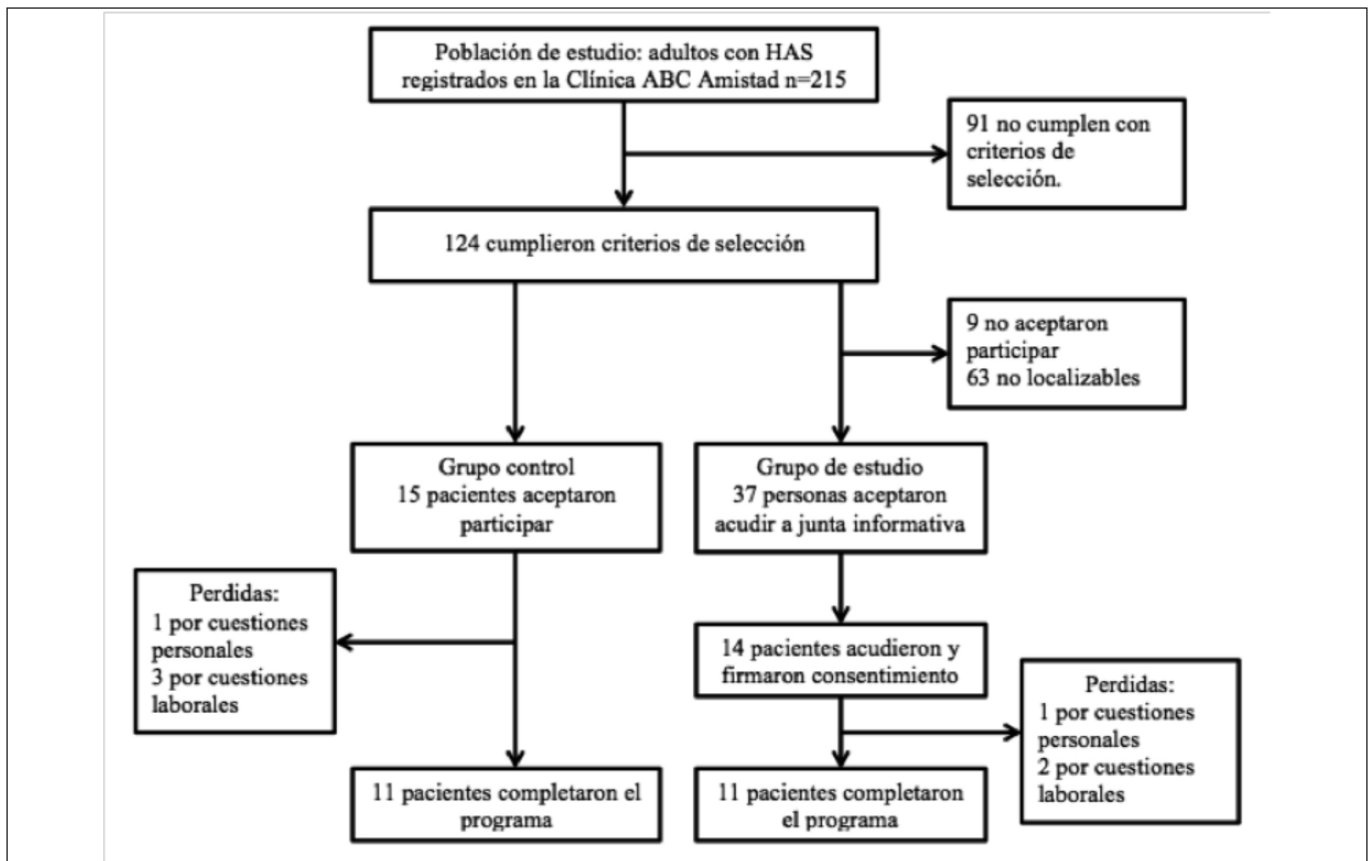 Población de estudio: adultos con HAS
registrados en la Clínica ABC Amistad n=215
91 no cumplen con
criterios de
selección.
124 cumplieron criterios de selección
9 no aceptaron
participar
63 no localizables
Grupo control
15 pacientes aceptaron
participar
Grupo de estudio
37 personas aceptaron
acudir a junta informativa
Perdidas:
1 por cuestiones
personales
3 por cuestiones
laborales
14 pacientes acudieron y
firmaron consentimiento
Perdidas:
1 por cuestiones
personales
2 por cuestiones
laborales
11 pacientes completaron el
programa
11 pacientes completaron
el programa